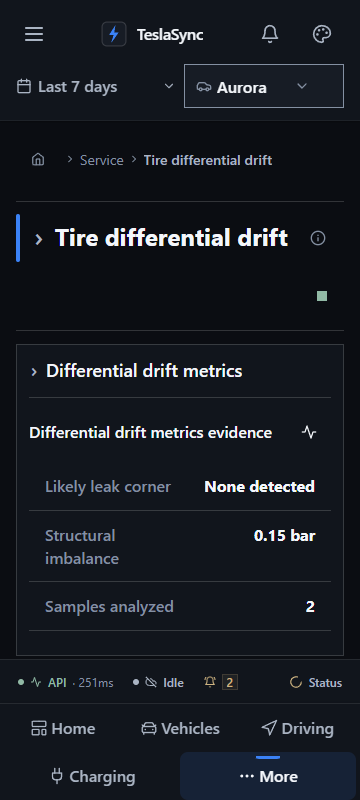 TeslaSync
Last 7 days
Aurora
Service
Tire differential drift
Tire differential drift
Differential drift metrics
Differential drift metrics evidence
Likely leak corner None detected
Structural imbalance 0.15 bar
Samples analyzed 2
API · 251ms Idle 2 Status
Home Vehicles Driving
Charging More